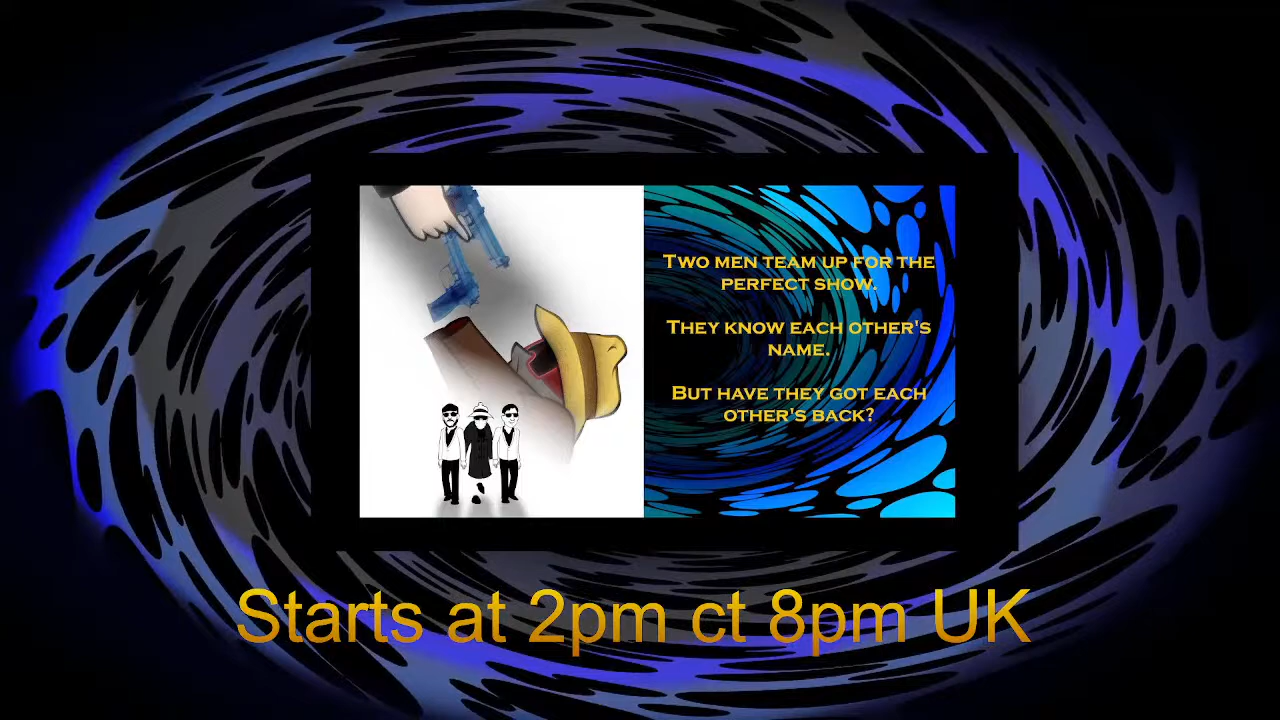 Two men team up for the
perfect show.
They know each other's
name.
But have they got each
other's back?
Starts at 2pm ct 8pm UK